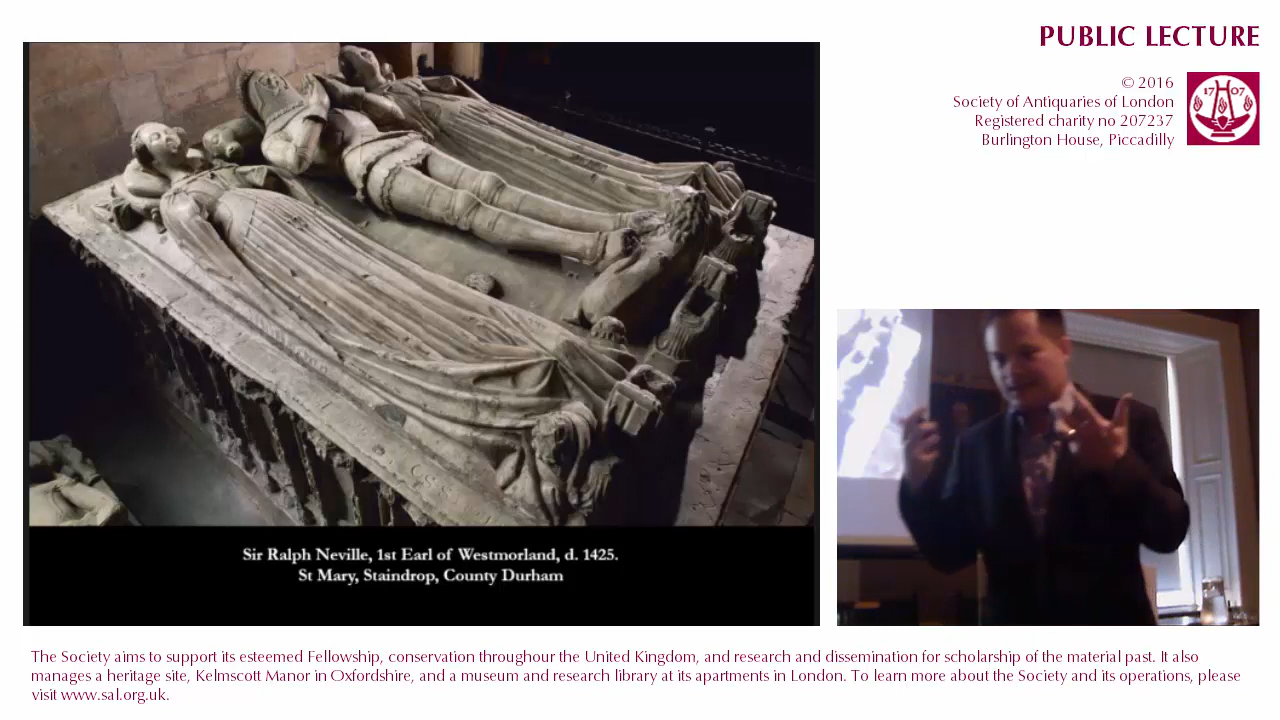 PUBLIC LECTURE
© 2016
Society of Antiquaries of London
Registered charity no 207237
Burlington House, Piccadilly
17 07
Sir Ralph Neville, 1st Earl of Westmorland, d. 1425.
St Mary, Staindrop, County Durham
The Society aims to support its esteemed Fellowship, conservation throughour the United Kingdom, and research and dissemination for scholarship of the material past. It also
manages a heritage site, Kelmscott Manor in Oxfordshire, and a museum and research library at its apartments in London. To learn more about the Society and its operations, please
visit www.sal.org.uk.